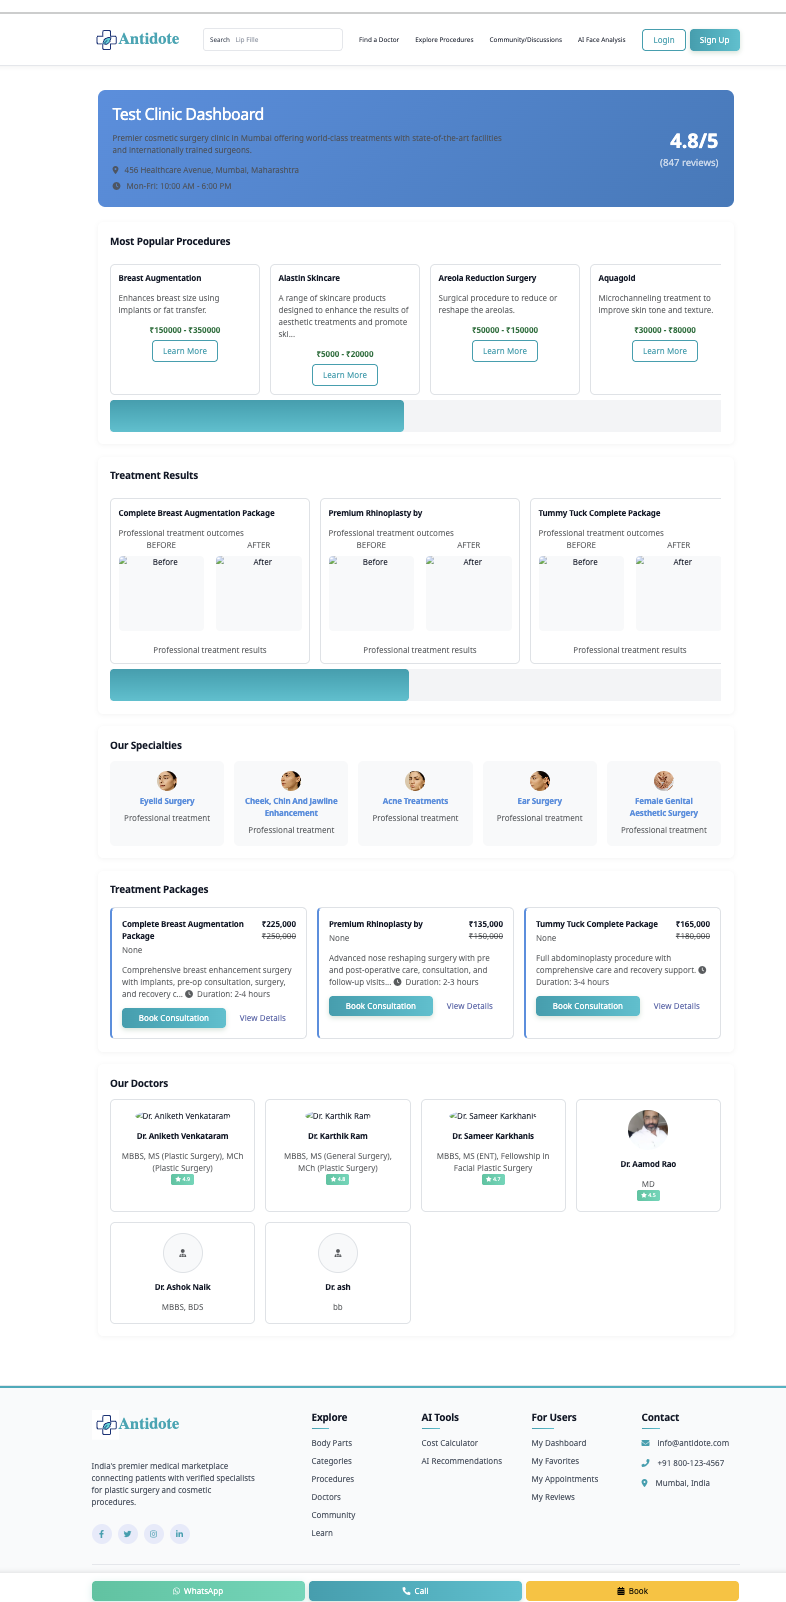 Antidote
Search Lip Fille
Find a Doctor
Explore Procedures
Community/Discussions
AI Face Analysis
Login
Sign Up
Test Clinic Dashboard
Premier cosmetic surgery clinic in Mumbai offering world-class treatments with state-of-the-art facilities
and internationally trained surgeons.
456 Healthcare Avenue, Mumbai, Maharashtra
Mon-Fri: 10:00 AM - 6:00 PM
4.8/5
(847 reviews)
Most Popular Procedures
Breast Augmentation
Enhances breast size using
implants or fat transfer.
₹150000 - ₹350000
Learn More
Alastin Skincare
A range of skincare products
designed to enhance the results of
aesthetic treatments and promote
ski...
₹5000 - ₹20000
Learn More
Areola Reduction Surgery
Surgical procedure to reduce or
reshape the areolas.
₹50000 - ₹150000
Learn More
Aquagold
Microchanneling treatment to
improve skin tone and texture.
₹30000 - ₹80000
Learn More
Treatment Results
Complete Breast Augmentation Package
Professional treatment outcomes
BEFORE AFTER
Before After
Professional treatment results
Premium Rhinoplasty by
Professional treatment outcomes
BEFORE AFTER
Before After
Professional treatment results
Tummy Tuck Complete Package
Professional treatment outcomes
BEFORE AFTER
Before After
Professional treatment results
Our Specialties
Eyelid Surgery
Professional treatment
Cheek, Chin And Jawline
Enhancement
Professional treatment
Acne Treatments
Professional treatment
Ear Surgery
Professional treatment
Female Genital
Aesthetic Surgery
Professional treatment
Treatment Packages
Complete Breast Augmentation
Package
₹225,000
₹250,000
None
Comprehensive breast enhancement surgery
with implants, pre-op consultation, surgery,
and recovery c... Duration: 2-4 hours
Book Consultation View Details
Premium Rhinoplasty by
₹135,000
₹150,000
None
Advanced nose reshaping surgery with pre
and post-operative care, consultation, and
follow-up visits... Duration: 2-3 hours
Book Consultation View Details
Tummy Tuck Complete Package
₹165,000
₹180,000
None
Full abdominoplasty procedure with
comprehensive care and recovery support.
Duration: 3-4 hours
Book Consultation View Details
Our Doctors
Dr. Aniketh Venkataram
Dr. Aniketh Venkataram
MBBS, MS (Plastic Surgery), MCh
(Plastic Surgery)
4.9
Dr. Karthik Ram
Dr. Karthik Ram
MBBS, MS (General Surgery),
MCh (Plastic Surgery)
4.8
Dr. Sameer Karkhanis
Dr. Sameer Karkhanis
MBBS, MS (ENT), Fellowship in
Facial Plastic Surgery
4.7
Dr. Aamod Rao
MD
4.5
Dr. Ashok Naik
MBBS, BDS
Dr. ash
bb
Antidote
India's premier medical marketplace
connecting patients with verified specialists
for plastic surgery and cosmetic
procedures.
Explore
Body Parts
Categories
Procedures
Doctors
Community
Learn
AI Tools
Cost Calculator
AI Recommendations
For Users
My Dashboard
My Favorites
My Appointments
My Reviews
Contact
info@antidote.com
+91 800-123-4567
Mumbai, India
WhatsApp
Call
Book